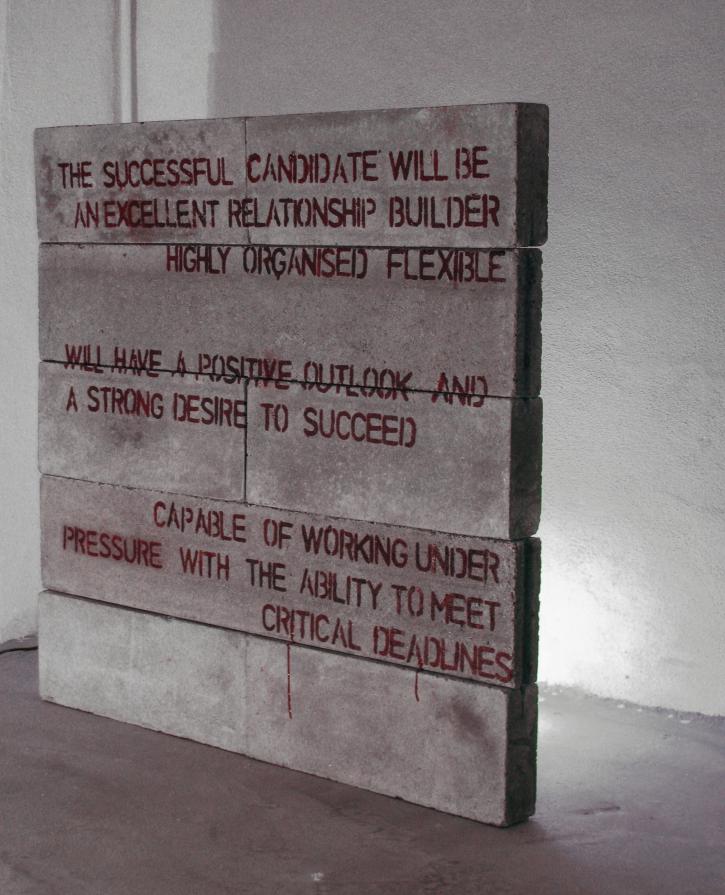 THE SUCCESSFUL CANDIDATE WILL BE
AN EXCELLENT RELATIONSHIP BUILDER
HIGHLY ORGANISED FLEXIBLE
WILL HAVE A POSITIVE OUTLOOK AND
A STRONG DESIRE TO SUCCEED
CAPABLE OF WORKING UNDER
PRESSURE WITH THE ABILITY TO MEET
CRITICAL DEADLINES